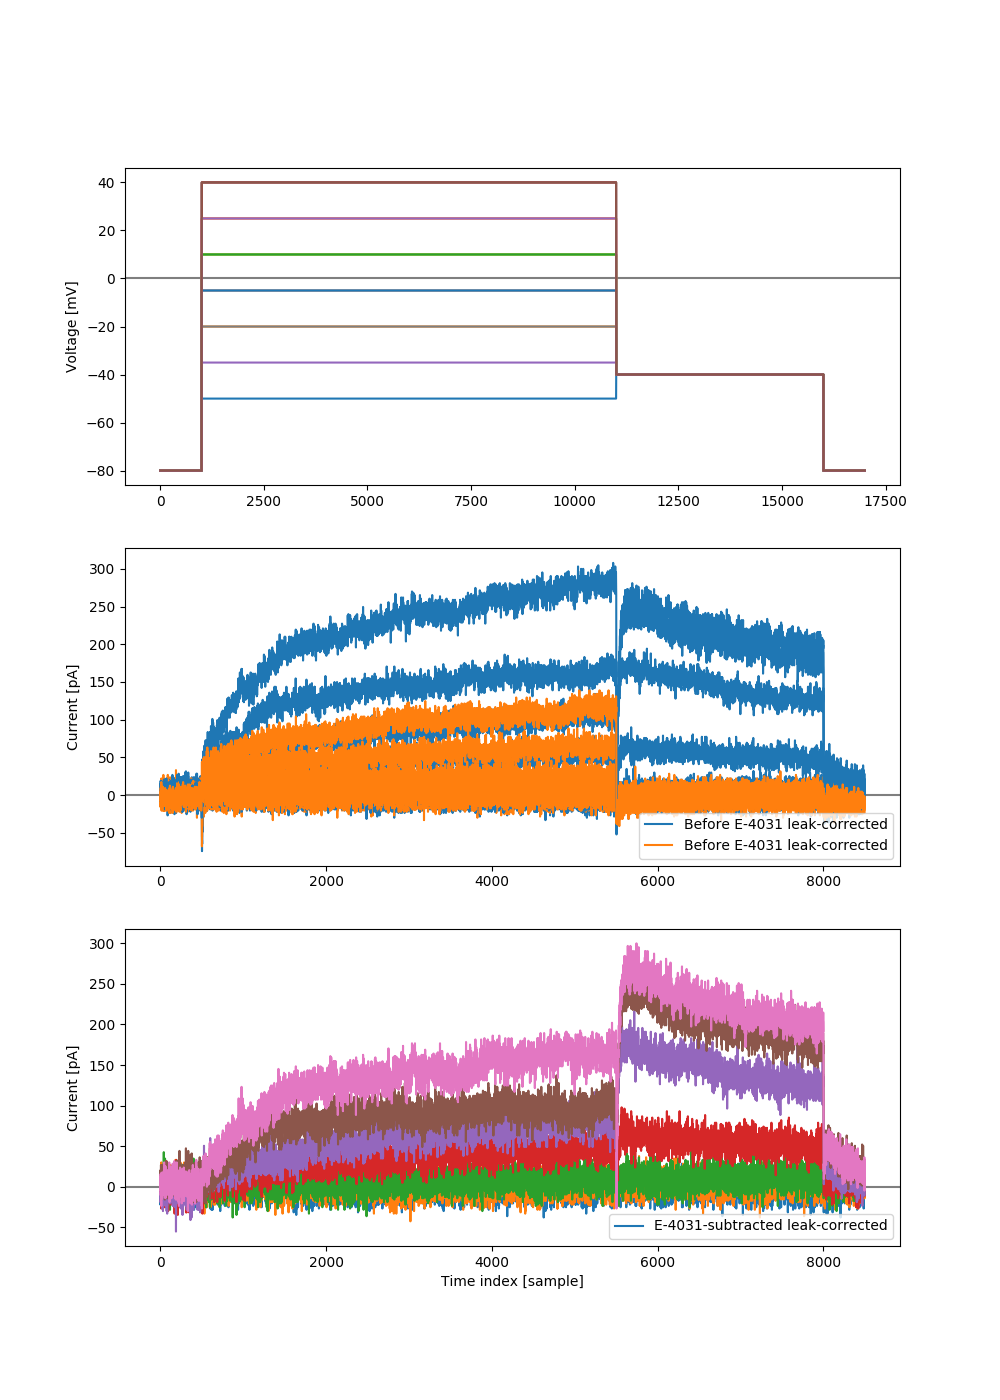 40
20
0
−20
−40
−60
−80
Voltage [mV]
0 2500 5000 7500 10000 12500 15000 17500
300
250
200
150
100
50
0
−50
Current [pA]
Before E-4031 leak-corrected
Before E-4031 leak-corrected
0 2000 4000 6000 8000
300
250
200
150
100
50
0
−50
Current [pA]
E-4031-subtracted leak-corrected
0 2000 4000 6000 8000
Time index [sample]